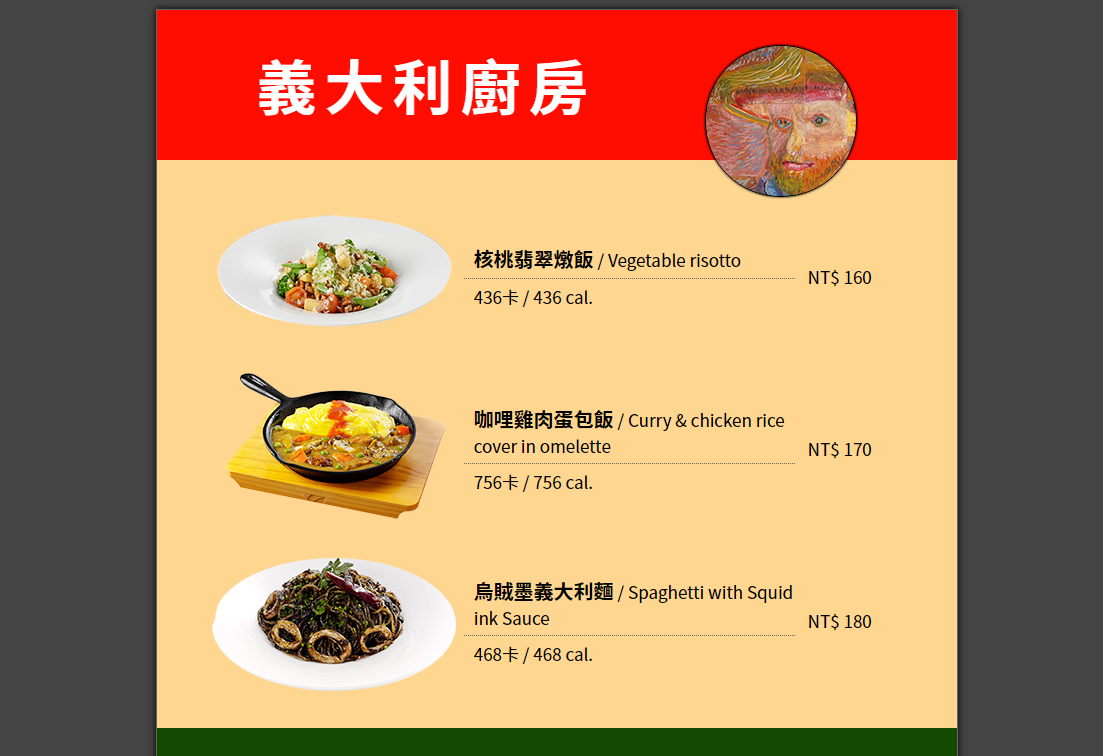 義大利廚房
核桃翡翠燉飯 / Vegetable risotto
436卡 / 436 cal.
NT$ 160
咖哩雞肉蛋包飯 / Curry & chicken rice
cover in omelette
756卡 / 756 cal.
NT$ 170
烏賊墨義大利麵 / Spaghetti with Squid
ink Sauce
468卡 / 468 cal.
NT$ 180